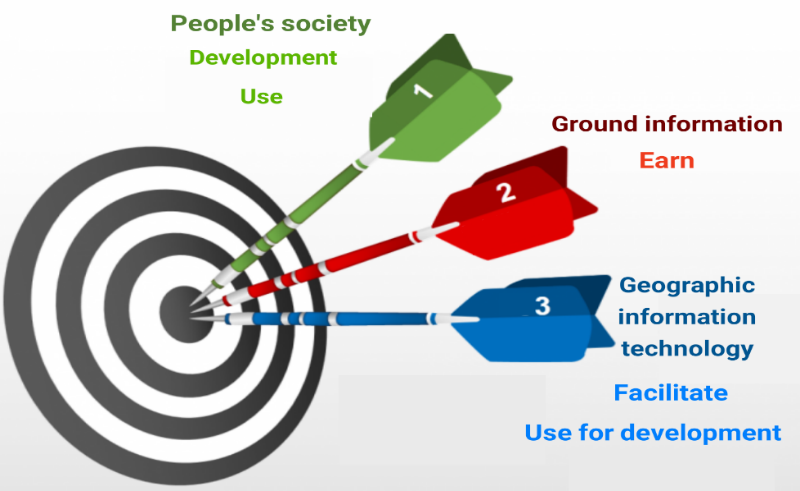 People's society
Development
Use
1
Ground information
Earn
2
Geographic
information
technology
3
Facilitate
Use for development